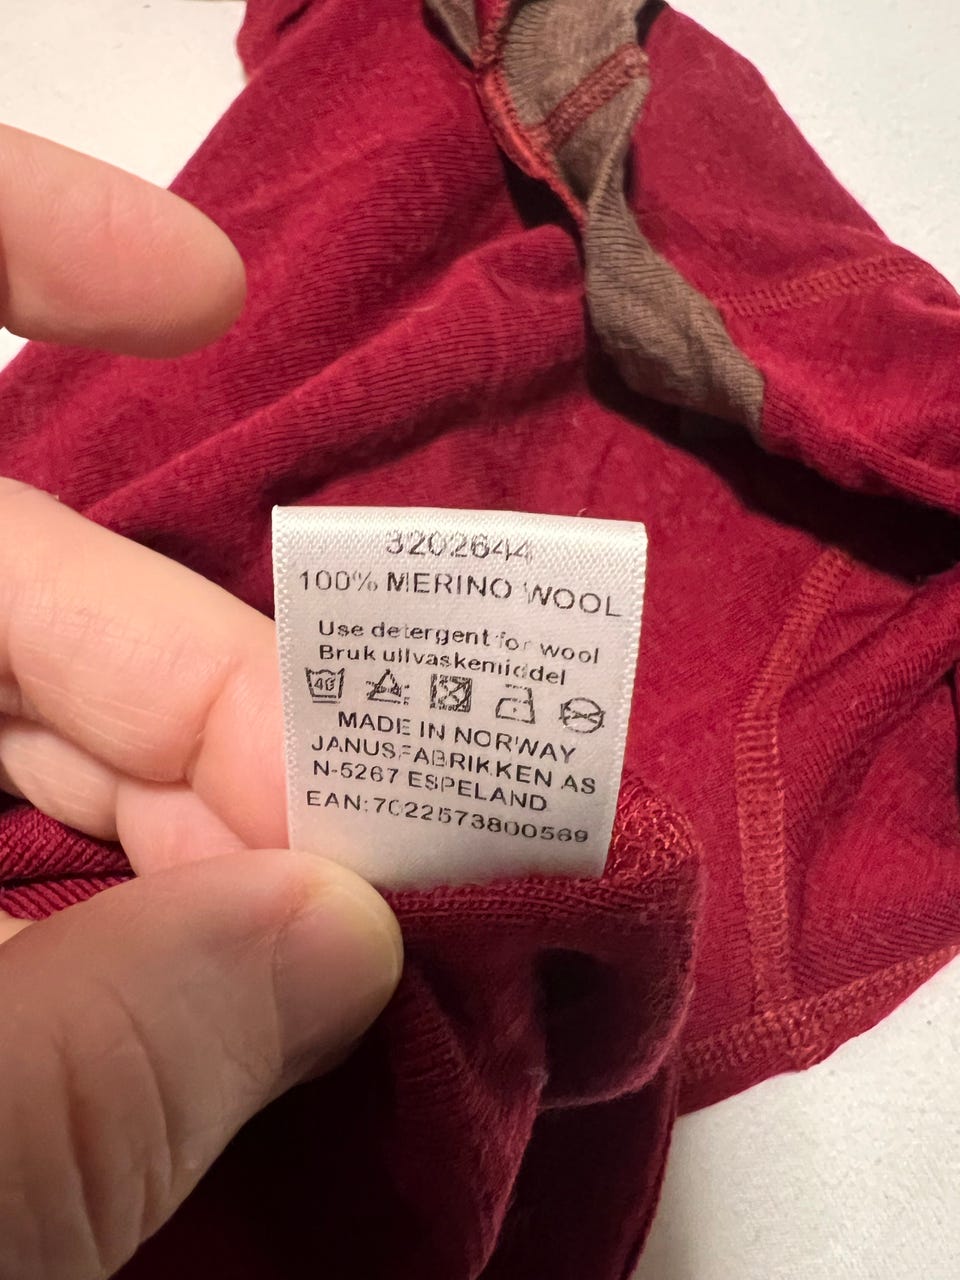 3202644
100% MERINO WOOL
Use detergent for wool
Bruk ullvaskemiddel
40
MADE IN NORWAY
JANUSFABRIKKEN AS
N-5267 ESPELAND
EAN:7022573800569